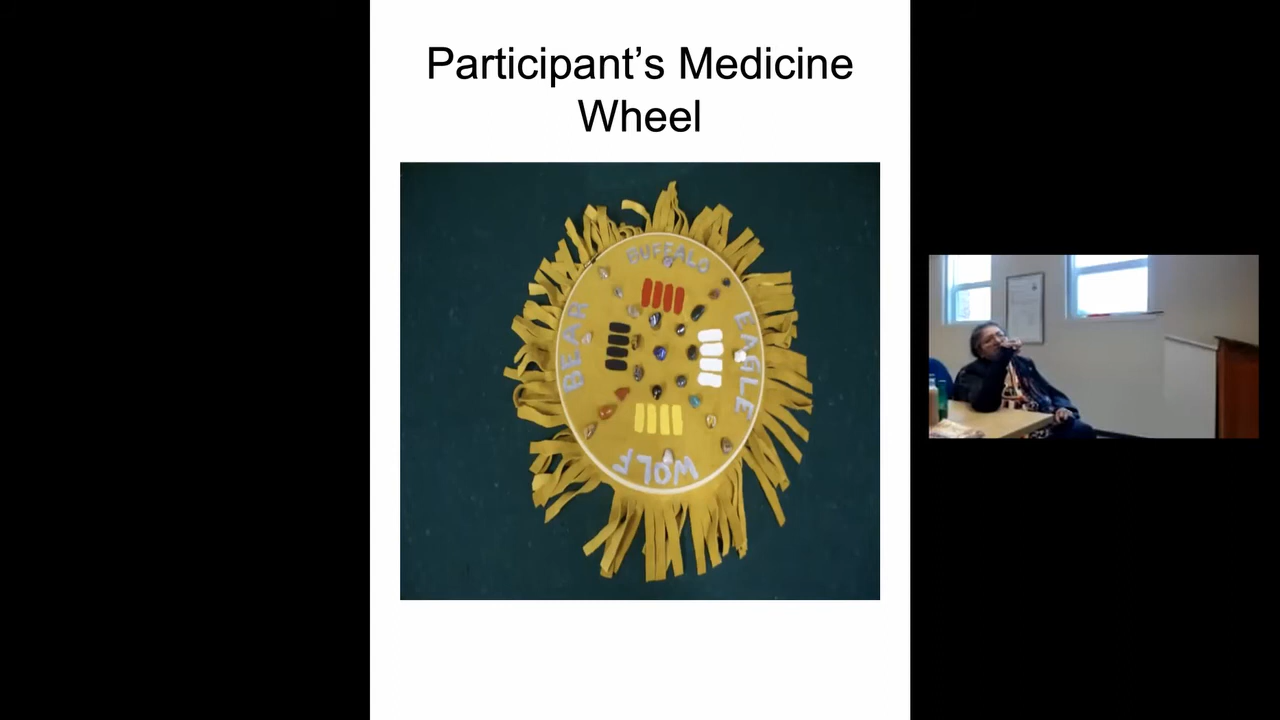 Participant’s Medicine
Wheel
BUFFALO
BEAR
EAGLE
WOLF